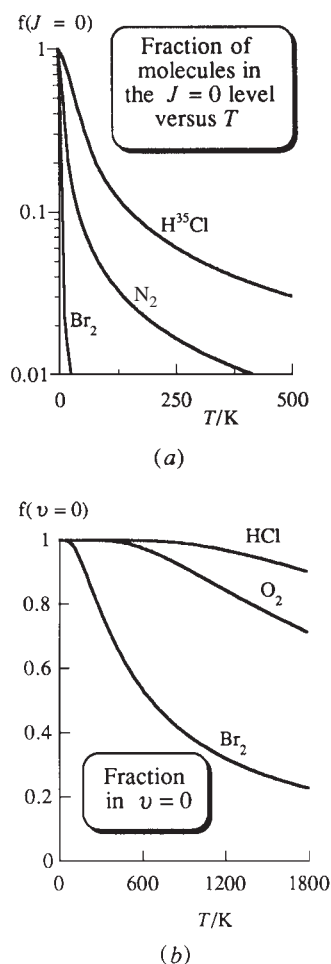 f(J = 0)
1
0.1
0.01
Fraction of
molecules in
the J = 0 level
versus T
H³⁵Cl
N₂
Br₂
0
250
500
T/K
(a)
f(υ = 0)
1
0.8
0.6
0.4
0.2
0
HCl
O₂
Br₂
Fraction
in υ = 0
0
600
1200
1800
T/K
(b)